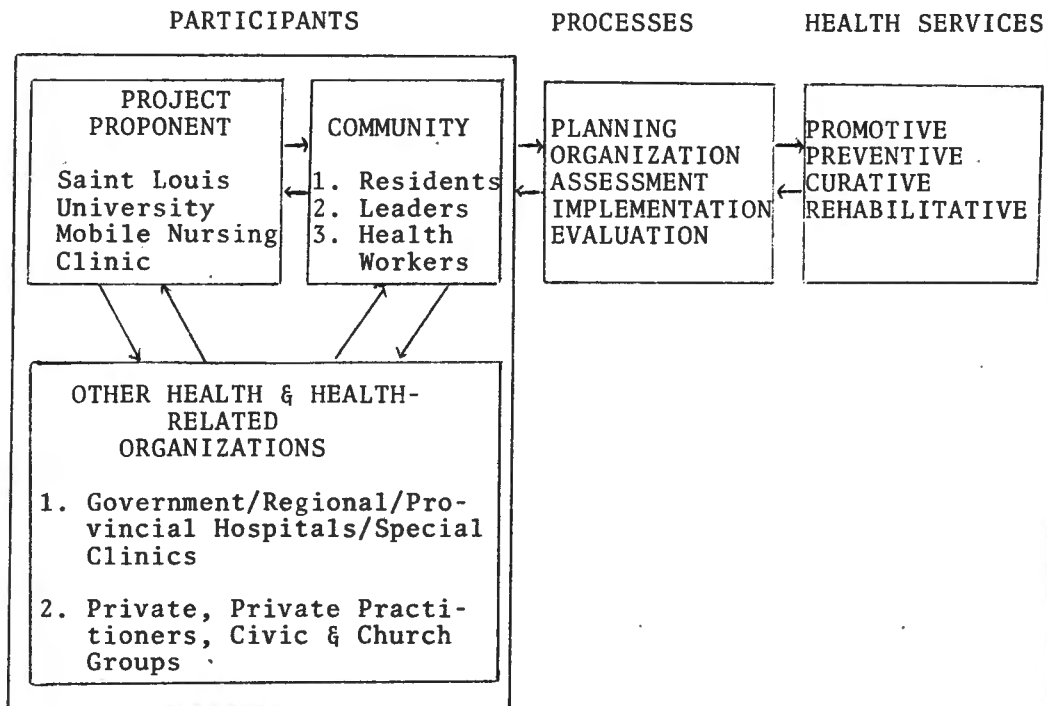 PARTICIPANTS PROCESSES HEALTH SERVICES
PROJECT
PROPONENT
Saint Louis
University
Mobile Nursing
Clinic
COMMUNITY
1. Residents
2. Leaders
3. Health
Workers
PLANNING
ORGANIZATION
ASSESSMENT
IMPLEMENTATION
EVALUATION
PROMOTIVE
PREVENTIVE
CURATIVE
REHABILITATIVE
OTHER HEALTH & HEALTH-
RELATED
ORGANIZATIONS
1. Government/Regional/Pro-
vincial Hospitals/Special
Clinics
2. Private, Private Practi-
tioners, Civic & Church
Groups